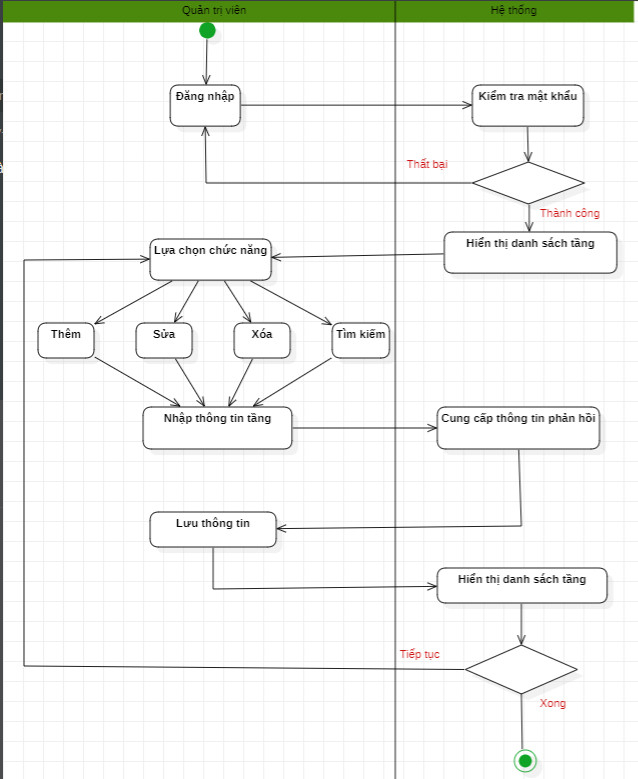 Quản trị viên
Hệ thống
Đăng nhập
Kiểm tra mật khẩu
Thất bại
Thành công
Lựa chọn chức năng
Hiển thị danh sách tầng
Thêm
Sửa
Xóa
Tìm kiếm
Nhập thông tin tầng
Cung cấp thông tin phản hồi
Lưu thông tin
Hiển thị danh sách tầng
Tiếp tục
Xong